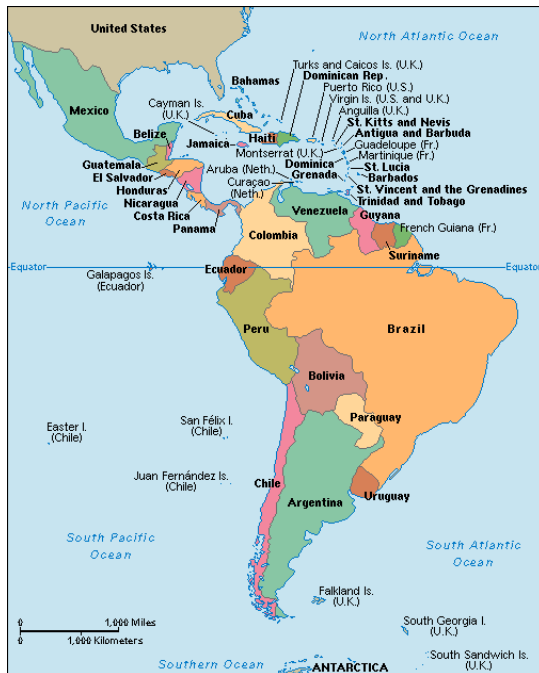 United States
North Atlantic Ocean
Turks and Caicos Is. (U.K.)
Dominican Rep.
Bahamas
Puerto Rico (U.S.)
Mexico
Virgin Is. (U.S. and U.K.)
Cayman Is.
(U.K.)
Anguilla (U.K.)
Cuba
St. Kitts and Nevis
Belize
Antigua and Barbuda
Jamaica
Haiti
Guadeloupe (Fr.)
Montserrat (U.K.)
Martinique (Fr.)
Guatemala
Dominica
St. Lucia
El Salvador
Aruba (Neth.)
Grenada
Barbados
Honduras
Curaçao
(Neth.)
St. Vincent and the Grenadines
North Pacific
Ocean
Nicaragua
Trinidad and Tobago
Costa Rica
Venezuela
Guyana
Panama
French Guiana (Fr.)
Colombia
Suriname
Equator
Equator
Galapagos Is.
(Ecuador)
Ecuador
Peru
Brazil
Bolivia
Easter I.
(Chile)
San Félix I.
(Chile)
Paraguay
Juan Fernández Is.
(Chile)
Chile
Argentina
Uruguay
South Pacific
Ocean
South Atlantic
Ocean
Falkland Is.
(U.K.)
0 1,000 Miles
0 1,000 Kilometers
South Georgia I.
(U.K.)
South Sandwich Is.
(U.K.)
Southern Ocean
ANTARCTICA